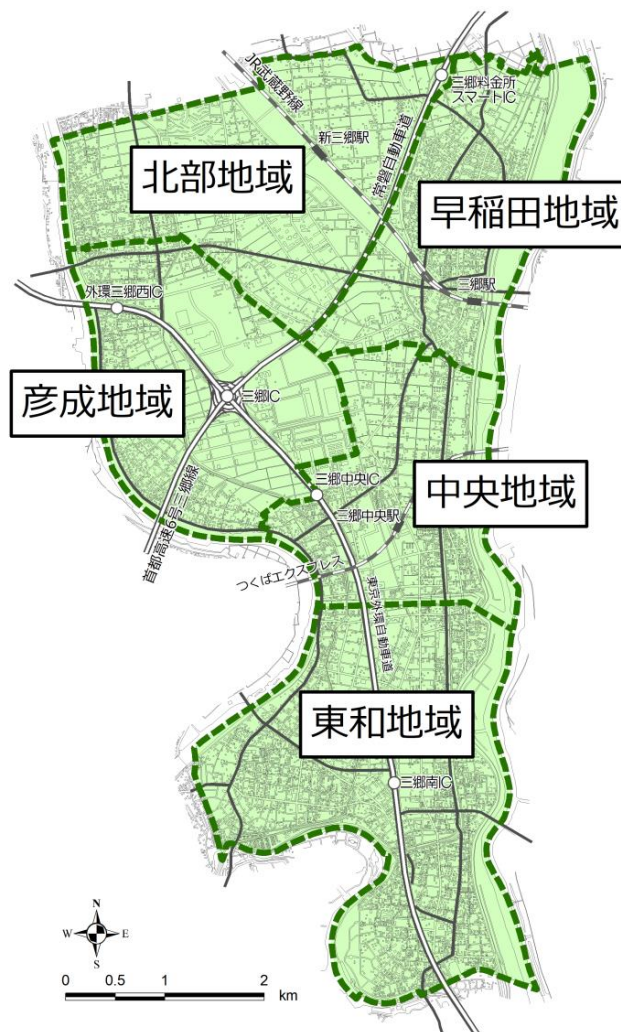 JR武蔵野線
三郷料金所
スマートIC
新三郷駅
常磐自動車道
北部地域
早稲田地域
外環三郷西IC
三郷駅
彦成地域
三郷IC
首都高速6号三郷線
三郷中央IC
中央地域
三郷中央駅
つくばエクスプレス
東京外環自動車道
東和地域
三郷南IC
N
W
E
S
0 0.5 1 2
km